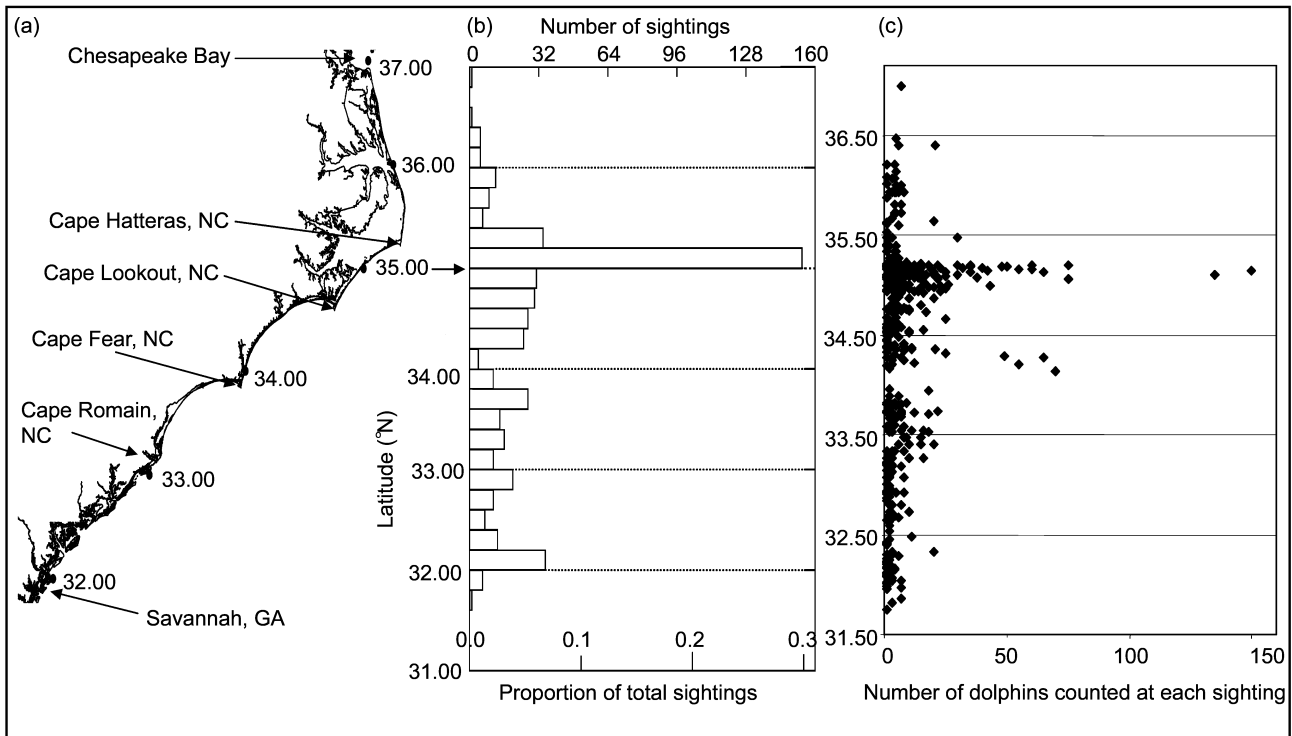 (a)
Chesapeake Bay
37.00
36.00
Cape Hatteras, NC
35.00
Cape Lookout, NC
Cape Fear, NC
34.00
Cape Romain,
NC
33.00
32.00
Savannah, GA
(b)
Number of sightings
0 32 64 96 128 160
34.00
33.00
32.00
31.00
Latitude (°N)
0.0 0.1 0.2 0.3
Proportion of total sightings
(c)
36.50
35.50
34.50
33.50
32.50
31.50
0 50 100 150
Number of dolphins counted at each sighting